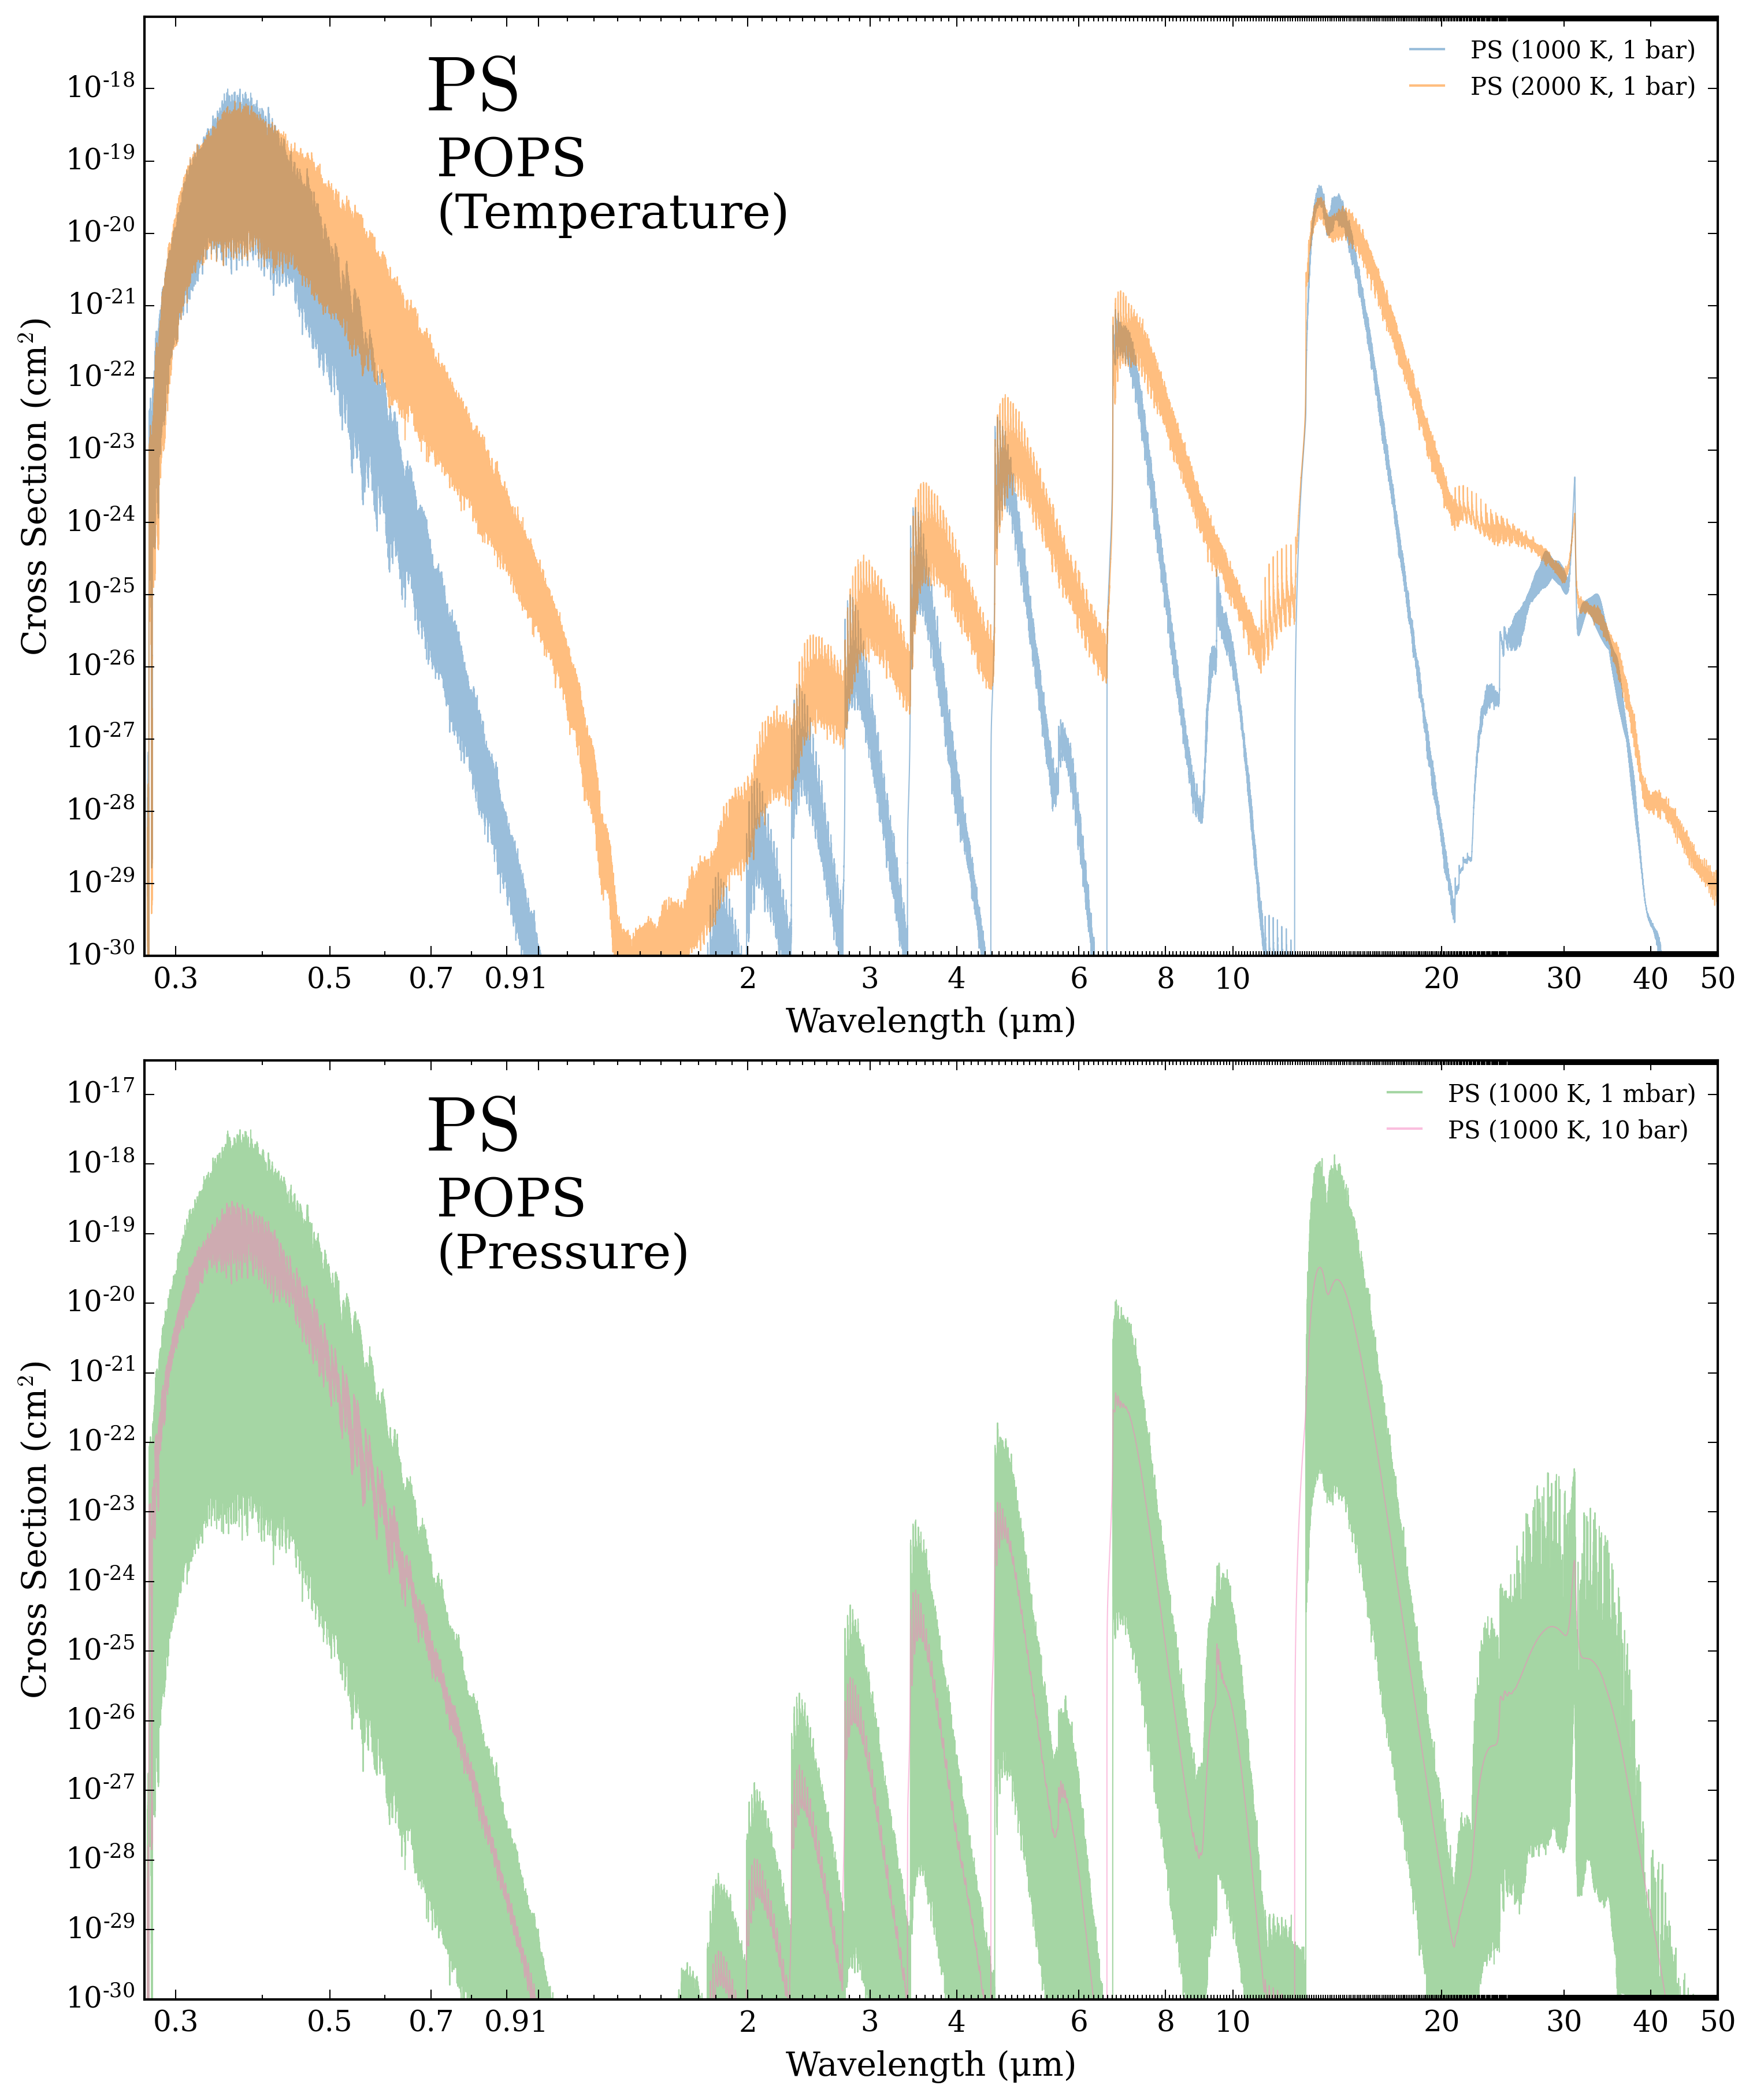 PS
POPS
(Temperature)
PS (1000 K, 1 bar)
PS (2000 K, 1 bar)
Cross Section (cm²)
10⁻¹⁸
10⁻¹⁹
10⁻²⁰
10⁻²¹
10⁻²²
10⁻²³
10⁻²⁴
10⁻²⁵
10⁻²⁶
10⁻²⁷
10⁻²⁸
10⁻²⁹
10⁻³⁰
0.3 0.5 0.7 0.9 1 2 3 4 6 8 10 20 30 40 50
Wavelength (μm)
PS
POPS
(Pressure)
PS (1000 K, 1 mbar)
PS (1000 K, 10 bar)
Cross Section (cm²)
10⁻¹⁷
10⁻¹⁸
10⁻¹⁹
10⁻²⁰
10⁻²¹
10⁻²²
10⁻²³
10⁻²⁴
10⁻²⁵
10⁻²⁶
10⁻²⁷
10⁻²⁸
10⁻²⁹
10⁻³⁰
0.3 0.5 0.7 0.9 1 2 3 4 6 8 10 20 30 40 50
Wavelength (μm)